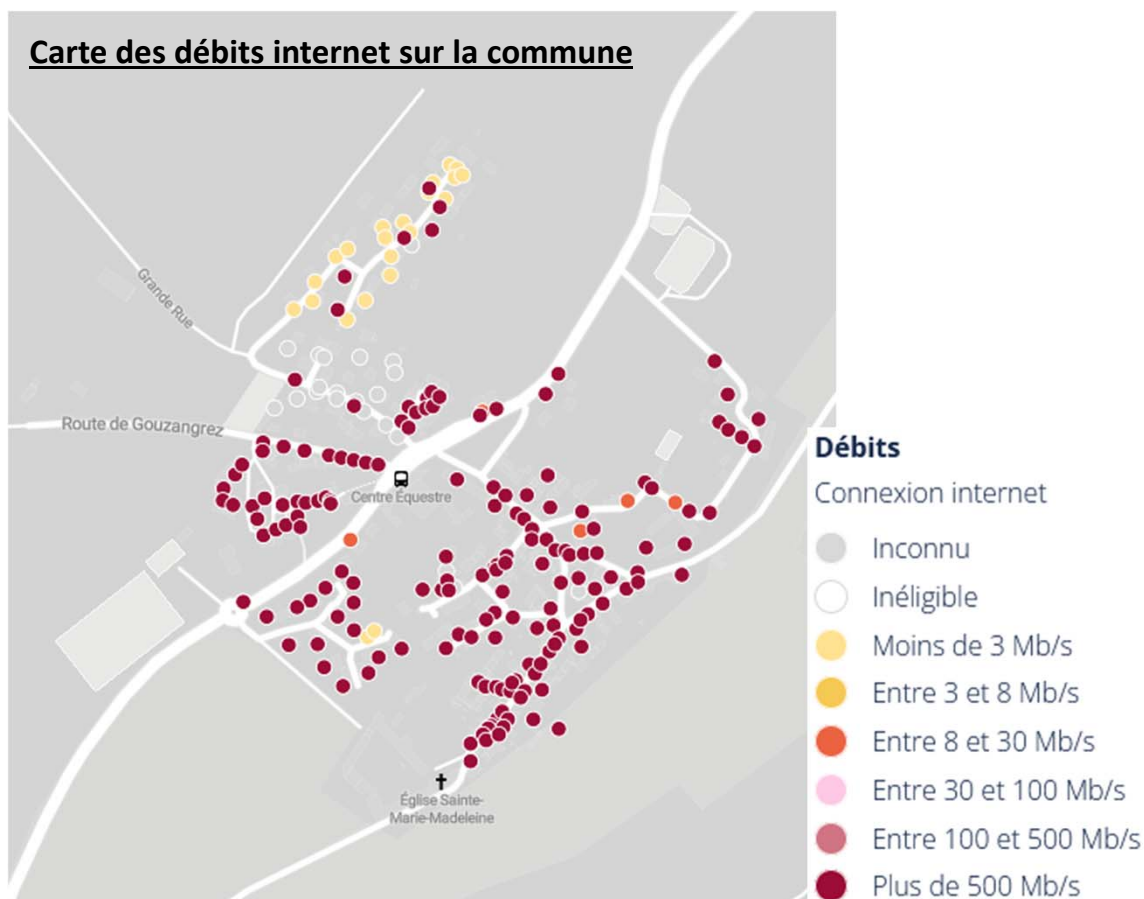 Carte des débits internet sur la commune
Grande Rue
Route de Gouzangrez
Centre Équestre
Église Sainte-
Marie-Madeleine
Débits
Connexion internet
Inconnu
Inéligible
Moins de 3 Mb/s
Entre 3 et 8 Mb/s
Entre 8 et 30 Mb/s
Entre 30 et 100 Mb/s
Entre 100 et 500 Mb/s
Plus de 500 Mb/s